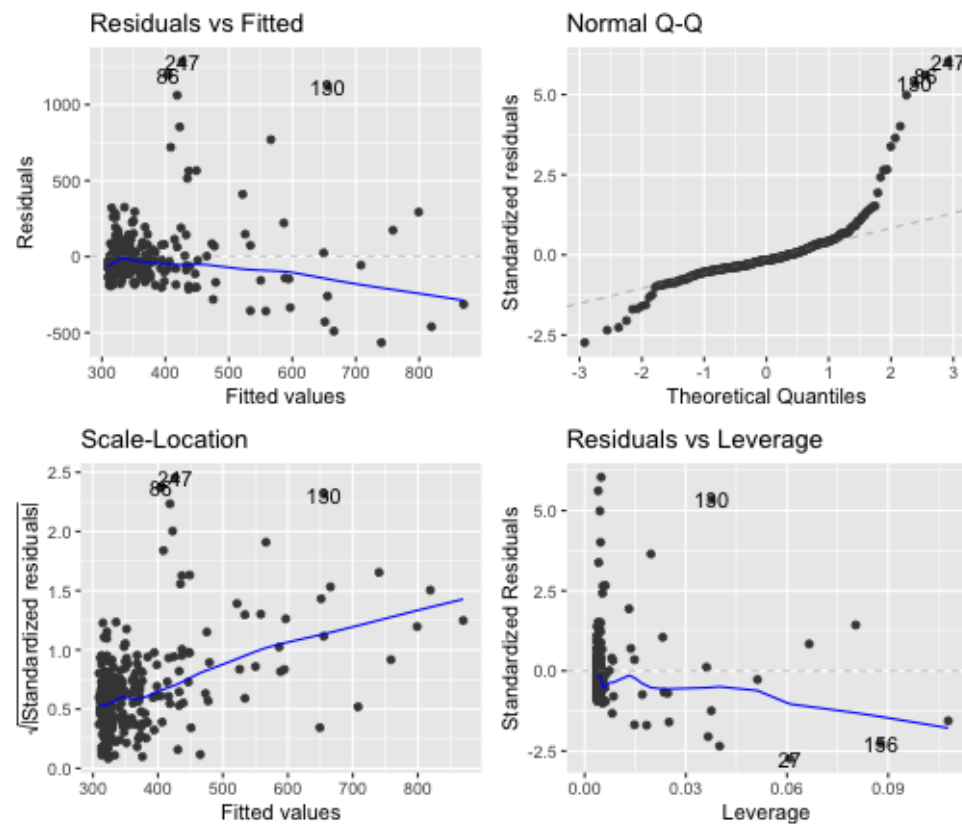 Residuals vs Fitted
247
86
130
1000
500
0
-500
Residuals
300 400 500 600 700 800
Fitted values
Normal Q-Q
247
86
130
5.0
2.5
0.0
-2.5
Standardized residuals
-3 -2 -1 0 1 2 3
Theoretical Quantiles
Scale-Location
247
86
130
2.5
2.0
1.5
1.0
0.5
0.0
√|Standardized residuals|
300 400 500 600 700 800
Fitted values
Residuals vs Leverage
130
5.0
2.5
0.0
-2.5
156
27
Standardized Residuals
0.00 0.03 0.06 0.09
Leverage